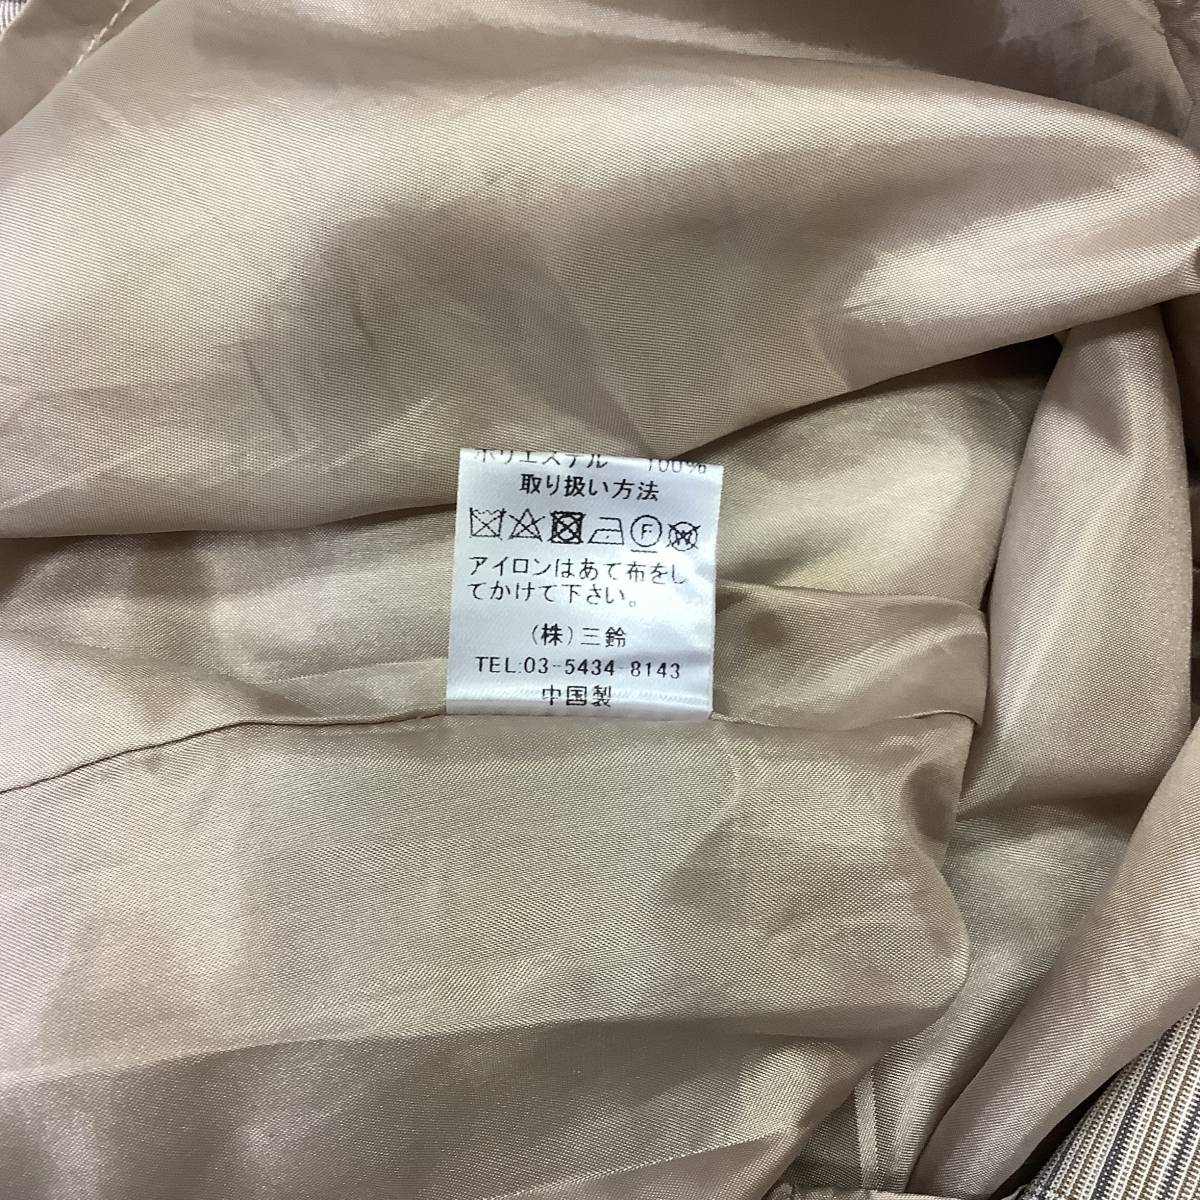 ポリエステル 100%
取り扱い方法
F W
アイロンはあて布をし
てかけて下さい。
(株)三鈴
TEL:03-5434-8143
中国製